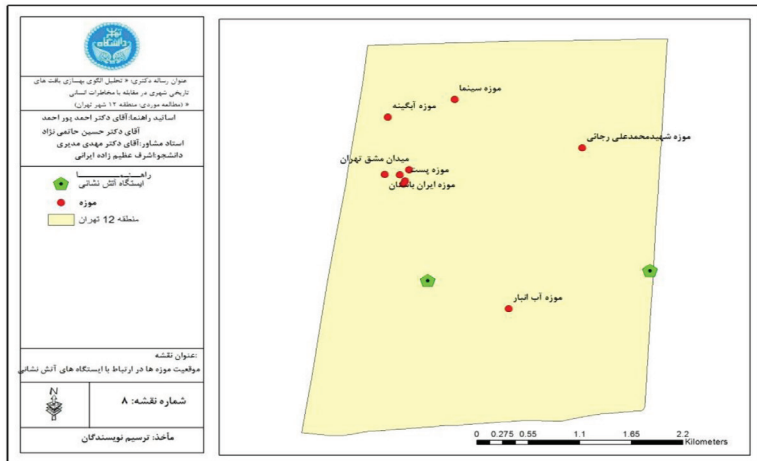 دانشگاه تهران
عنوان رساله دکتری: « تحلیل الگوی بهسازی بافت های
تاریخی شهری در مقابله با مخاطرات انسانی
« (مطالعه موردی: منطقه ۱۲ شهر تهران)
اساتید راهنما:آقای دکتر احمد پور احمد
آقای دکتر حسین حاتمی نژاد
استاد مشاور:آقای دکتر مهدی مدیری
دانشجو:اشرف عظیم زاده ایرانی
راهنما
ایستگاه آتش نشانی
موزه
منطقه 12 تهران
عنوان نقشه:
موقعیت موزه ها در ارتباط با ایستگاه های آتش نشانی
N
شماره نقشه: ۸
مأخذ: ترسیم نویسندگان
موزه سینما
موزه آبگینه
موزه شهیدمحمدعلی رجائی
میدان مشق تهران
موزه پست
موزه ایران باستان
موزه آب انبار
0 0.275 0.55 1.1 1.65 2.2
Kilometers